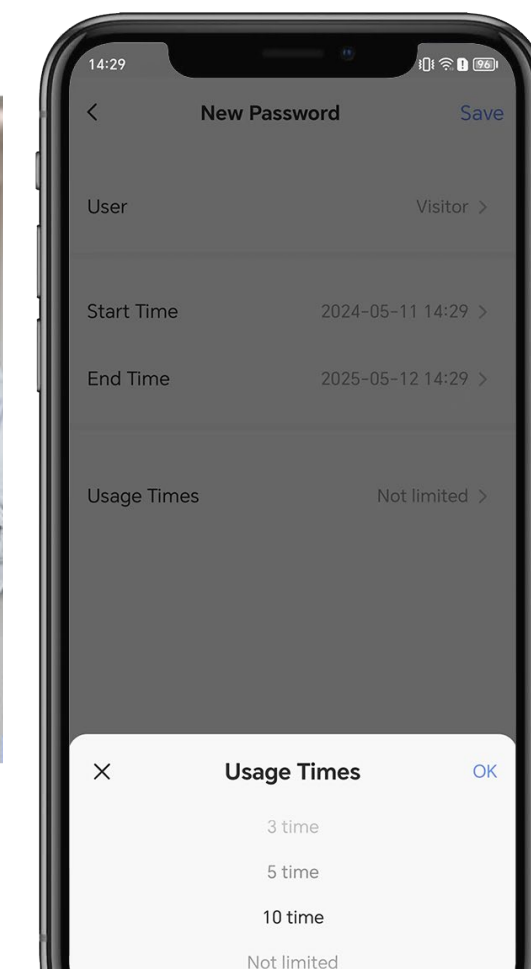 14:29
96
New Password
Save
User
Visitor
Start Time
2024-05-11 14:29
End Time
2025-05-12 14:29
Usage Times
Not limited
Usage Times
OK
3 time
5 time
10 time
Not limited